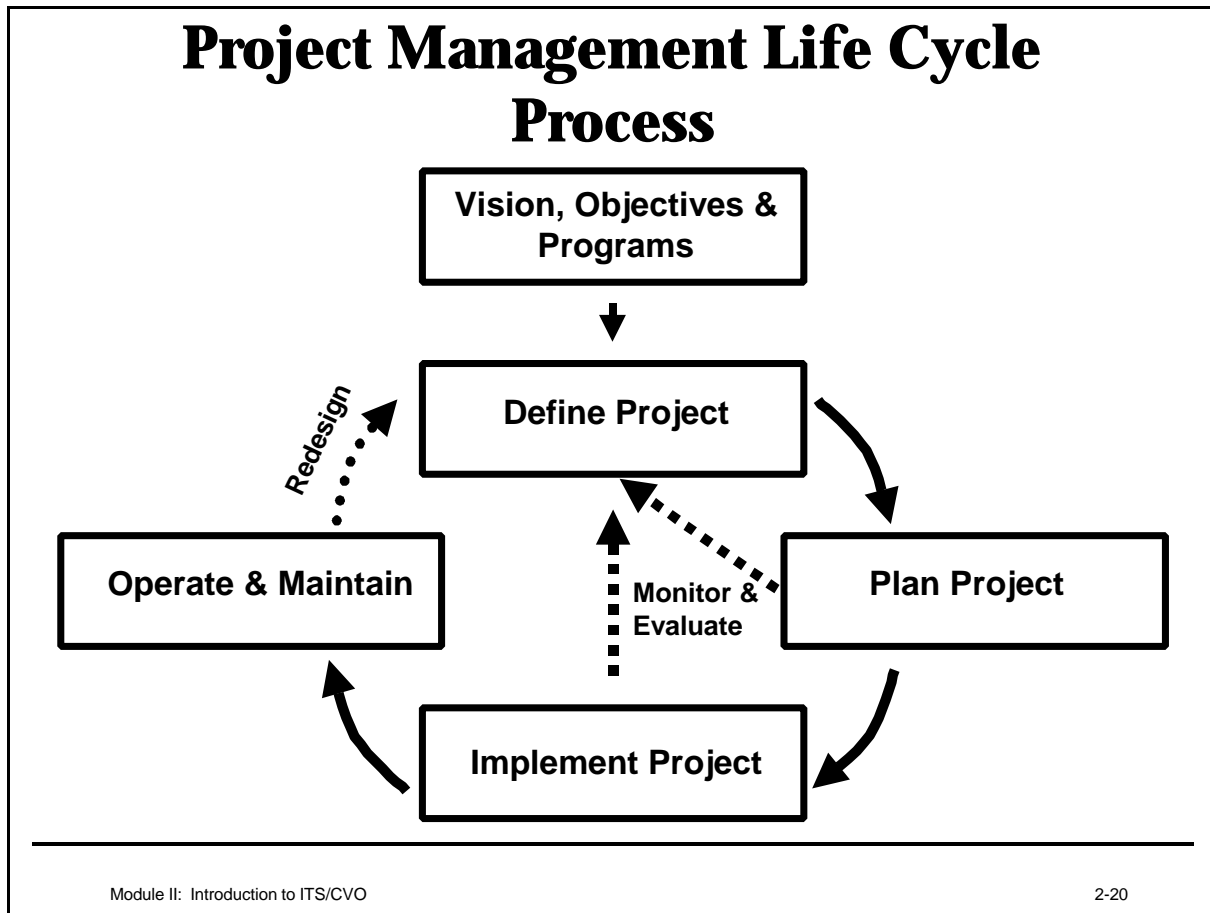 Project Management Life Cycle
Process
Vision, Objectives &
Programs
Define Project
Redesign
Operate & Maintain
Monitor &
Evaluate
Plan Project
Implement Project
Module II: Introduction to ITS/CVO
2-20